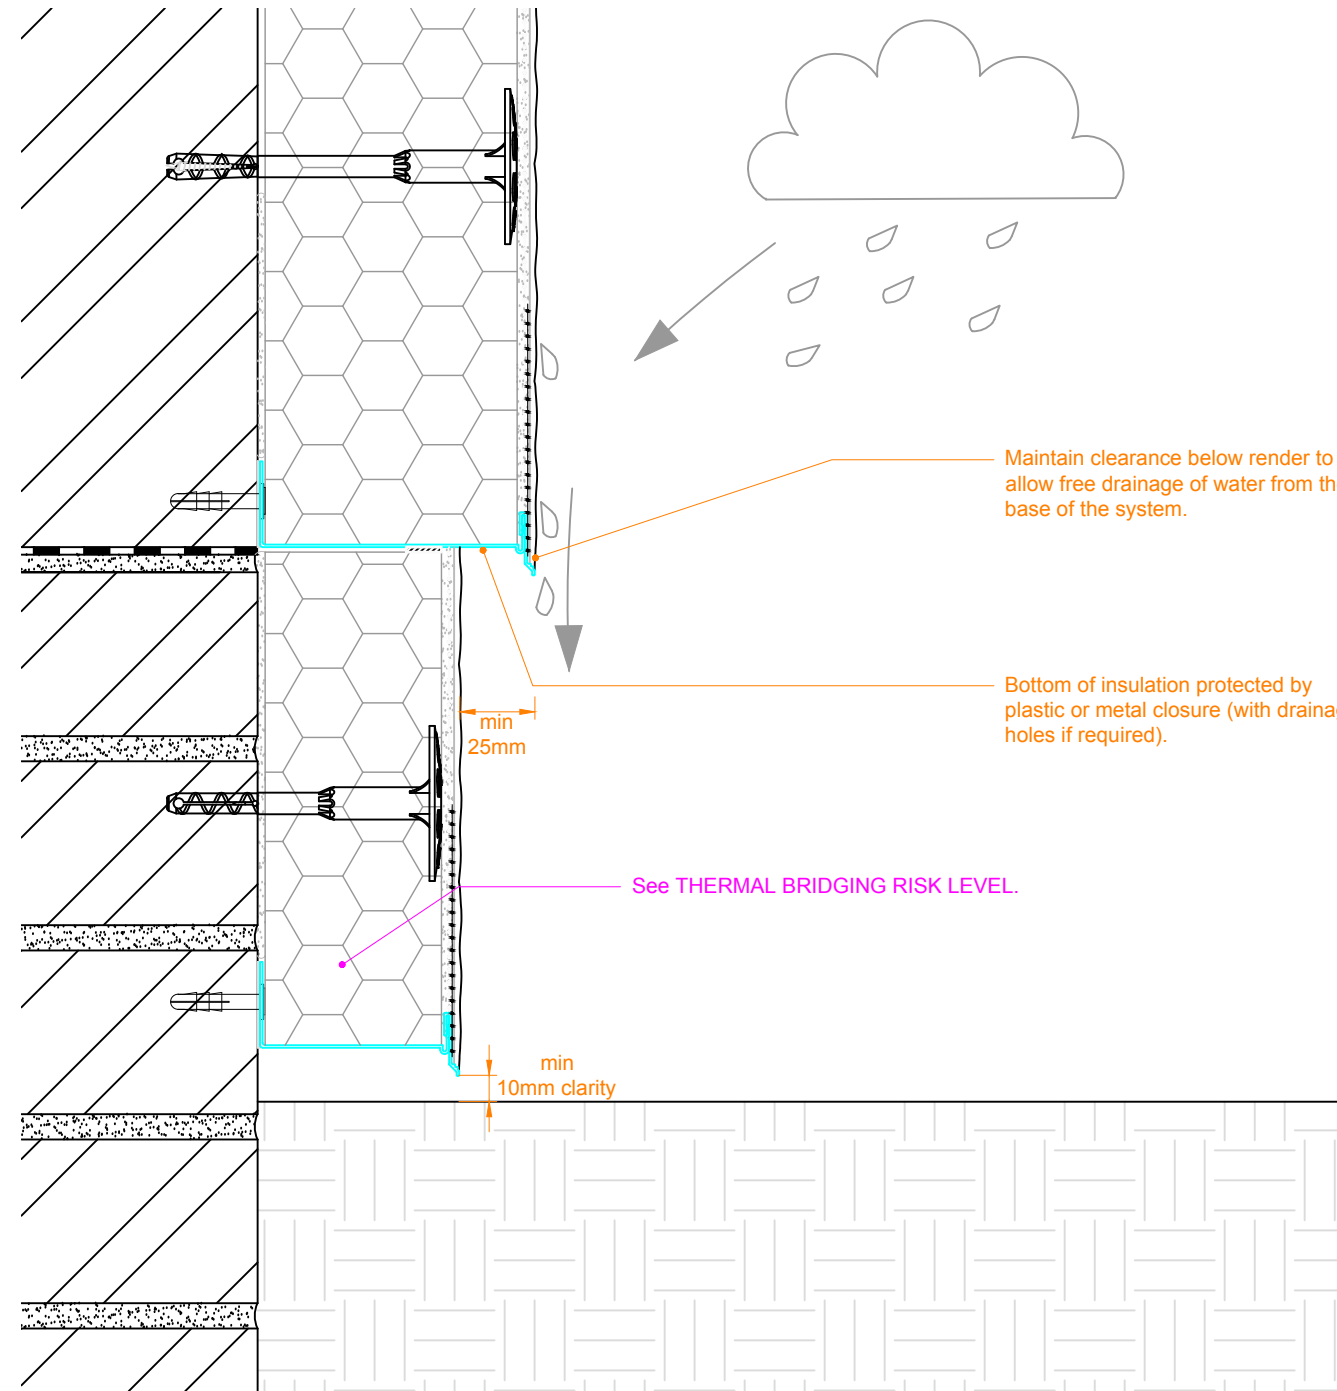 Maintain clearance below render to
allow free drainage of water from th
base of the system.
Bottom of insulation protected by
plastic or metal closure (with drainag
holes if required).
min
25mm
See THERMAL BRIDGING RISK LEVEL.
min
10mm clarity